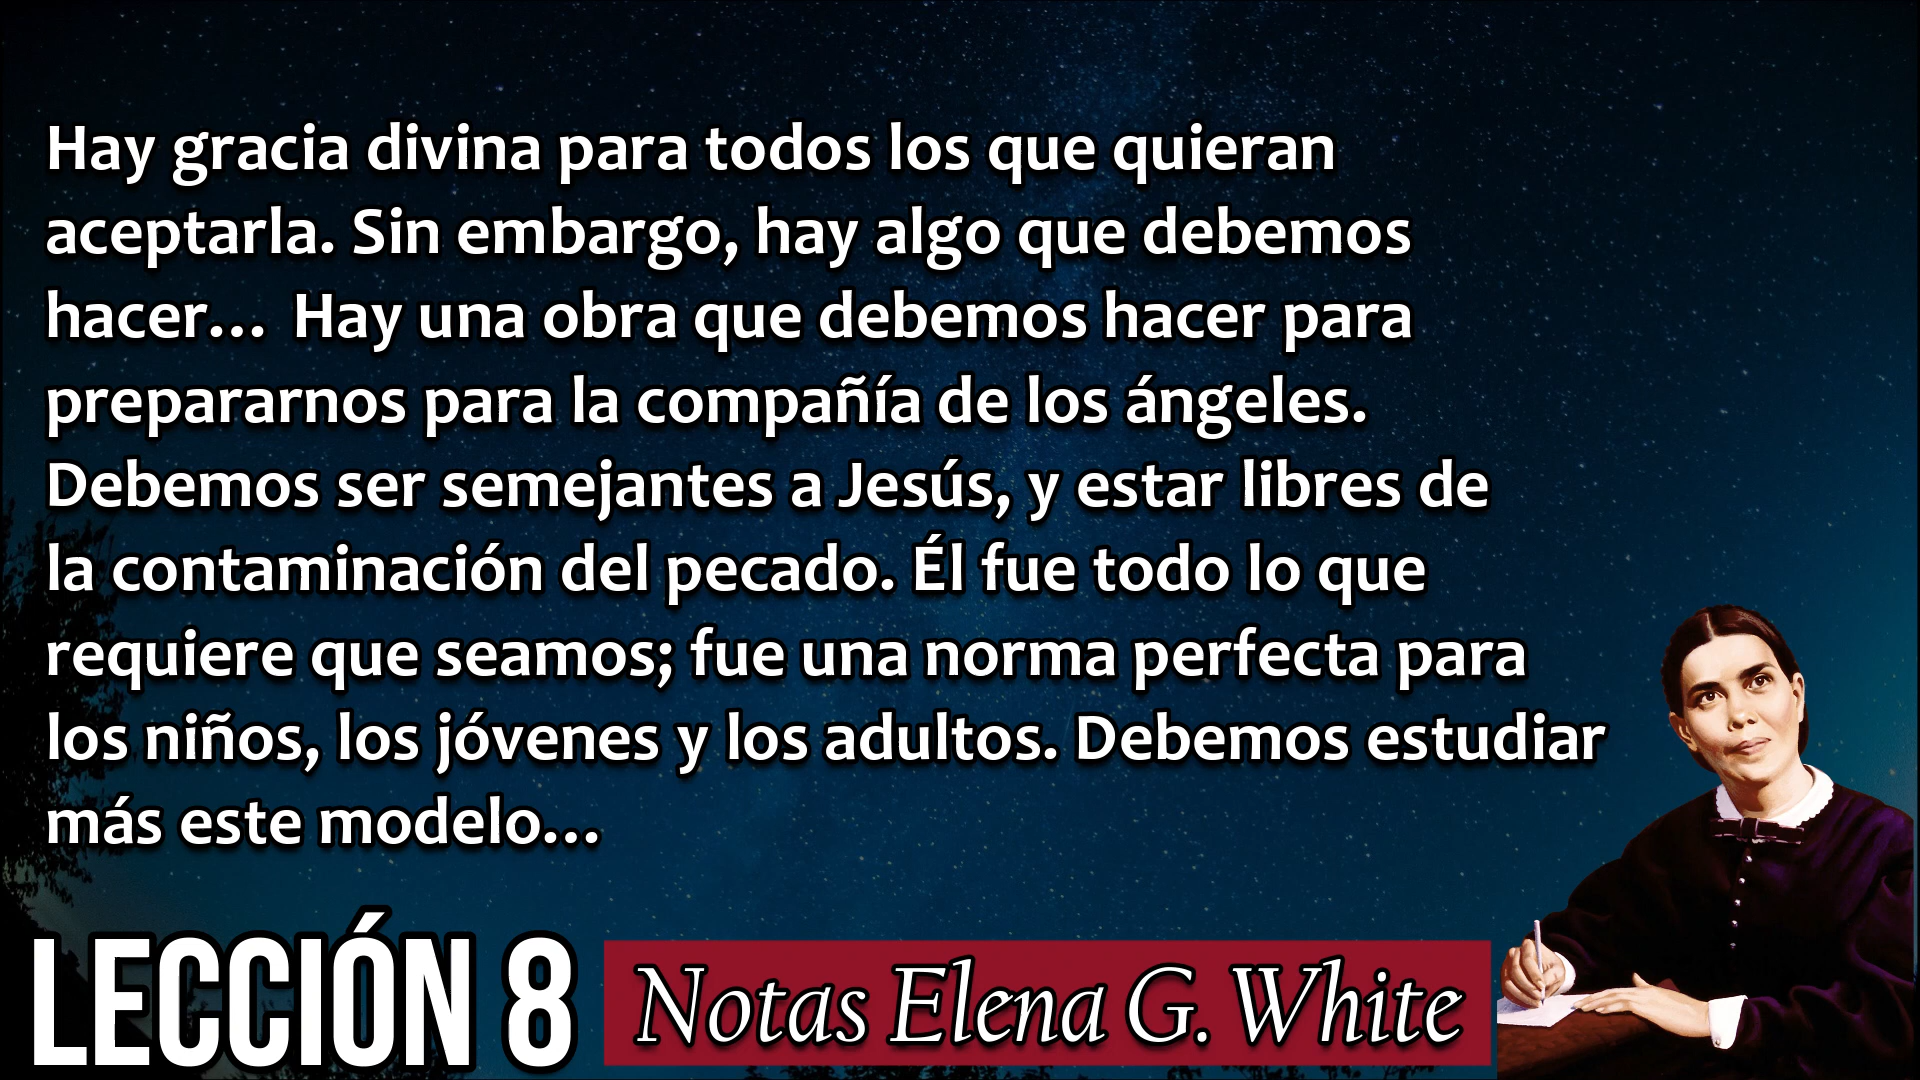 Hay gracia divina para todos los que quieran
aceptarla. Sin embargo, hay algo que debemos
hacer… Hay una obra que debemos hacer para
prepararnos para la compañía de los ángeles.
Debemos ser semejantes a Jesús, y estar libres de
la contaminación del pecado. Él fue todo lo que
requiere que seamos; fue una norma perfecta para
los niños, los jóvenes y los adultos. Debemos estudiar
más este modelo…
LECCIÓN 8
Notas Elena G. White